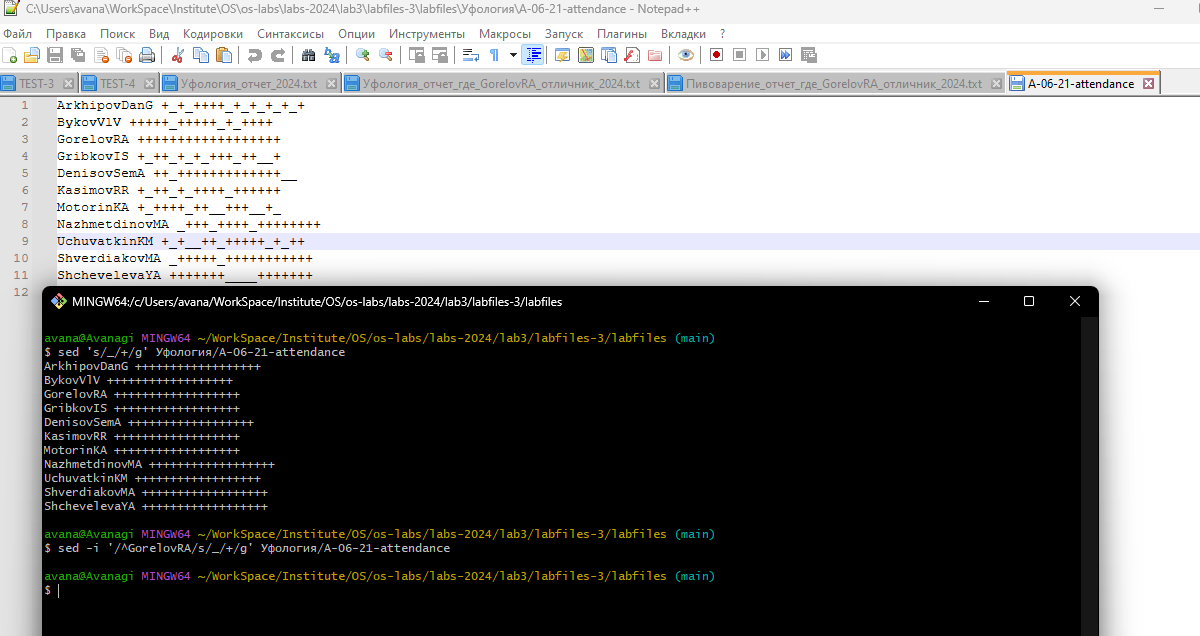 C:\Users\avana\WorkSpace\Institute\OS\os-labs\labs-2024\lab3\labfiles-3\labfiles\Уфология\A-06-21-attendance - Notepad++
Файл Правка Поиск Вид Кодировки Синтаксисы Опции Инструменты Макросы Запуск Плагины Вкладки ?
TEST-3 TEST-4 Уфология_отчет_2024.txt Уфология_отчет_где_GorelovRA_отличник_2024.txt Пивоварение_отчет_где_GorelovRA_отличник_2024.txt A-06-21-attendance
1 ArkhipovDanG +_+_++++_+_+_+_+_+
2 BykovVlV +++++_+++++_+_++++
3 GorelovRA ++++++++++++++++++
4 GribkovIS +_++_+_+_+++_++__+
5 DenisovSemA ++_+++++++++++++__
6 KasimovRR +_++_+_++++_++++++
7 MotorinKA +_++++_++__+++__+_
8 NazhmetdinovMA _+++_++++_++++++++
9 UchuvatkinKM +_+__++_+++++_+_++
10 ShverdiakovMA _+++++_+++++++++++
11 ShchevelevaYA +++++++____+++++++
12
MINGW64:/c/Users/avana/WorkSpace/Institute/OS/os-labs/labs-2024/lab3/labfiles-3/labfiles
avana@Avanagi MINGW64 ~/WorkSpace/Institute/OS/os-labs/labs-2024/lab3/labfiles-3/labfiles (main)
$ sed 's/_/+/g' Уфология/A-06-21-attendance
ArkhipovDanG ++++++++++++++++++
BykovVlV ++++++++++++++++++
GorelovRA ++++++++++++++++++
GribkovIS ++++++++++++++++++
DenisovSemA ++++++++++++++++++
KasimovRR ++++++++++++++++++
MotorinKA ++++++++++++++++++
NazhmetdinovMA ++++++++++++++++++
UchuvatkinKM ++++++++++++++++++
ShverdiakovMA ++++++++++++++++++
ShchevelevaYA ++++++++++++++++++
avana@Avanagi MINGW64 ~/WorkSpace/Institute/OS/os-labs/labs-2024/lab3/labfiles-3/labfiles (main)
$ sed -i '/^GorelovRA/s/_/+/g' Уфология/A-06-21-attendance
avana@Avanagi MINGW64 ~/WorkSpace/Institute/OS/os-labs/labs-2024/lab3/labfiles-3/labfiles (main)
$